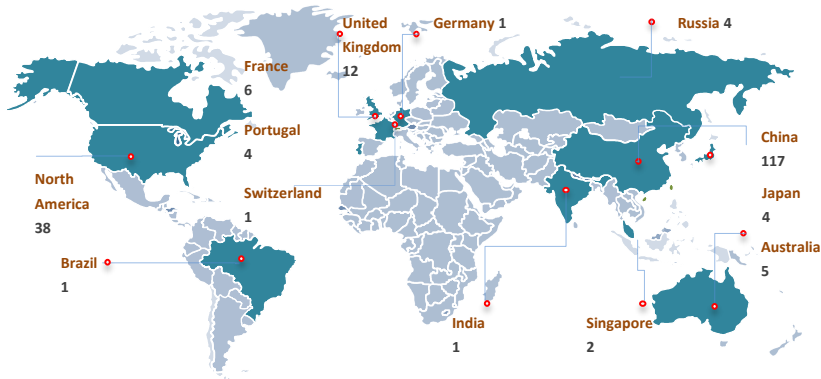 United
Kingdom
12
Germany 1
Russia 4
France
6
Portugal
4
China
117
North
America
38
Switzerland
1
Japan
4
Australia
5
Brazil
1
India
1
Singapore
2